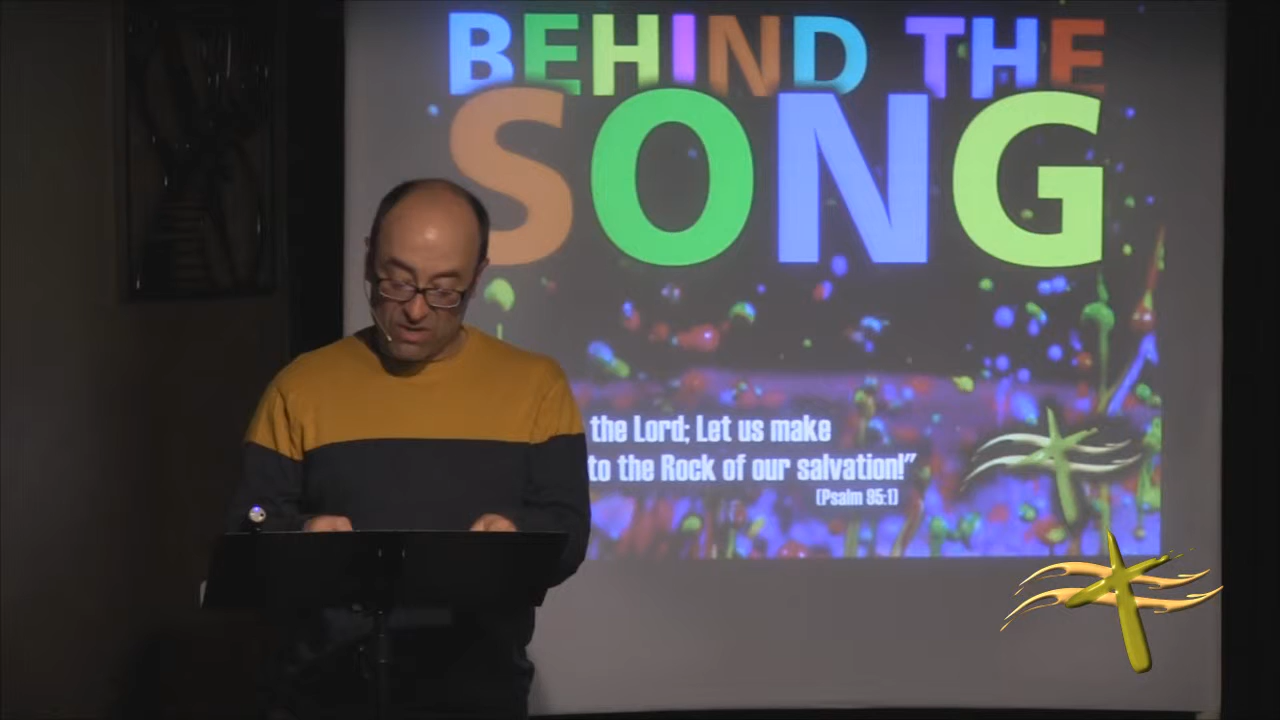 BEHIND THE
SONG
the Lord; Let us make
to the Rock of our salvation!”
(Psalm 95:1)